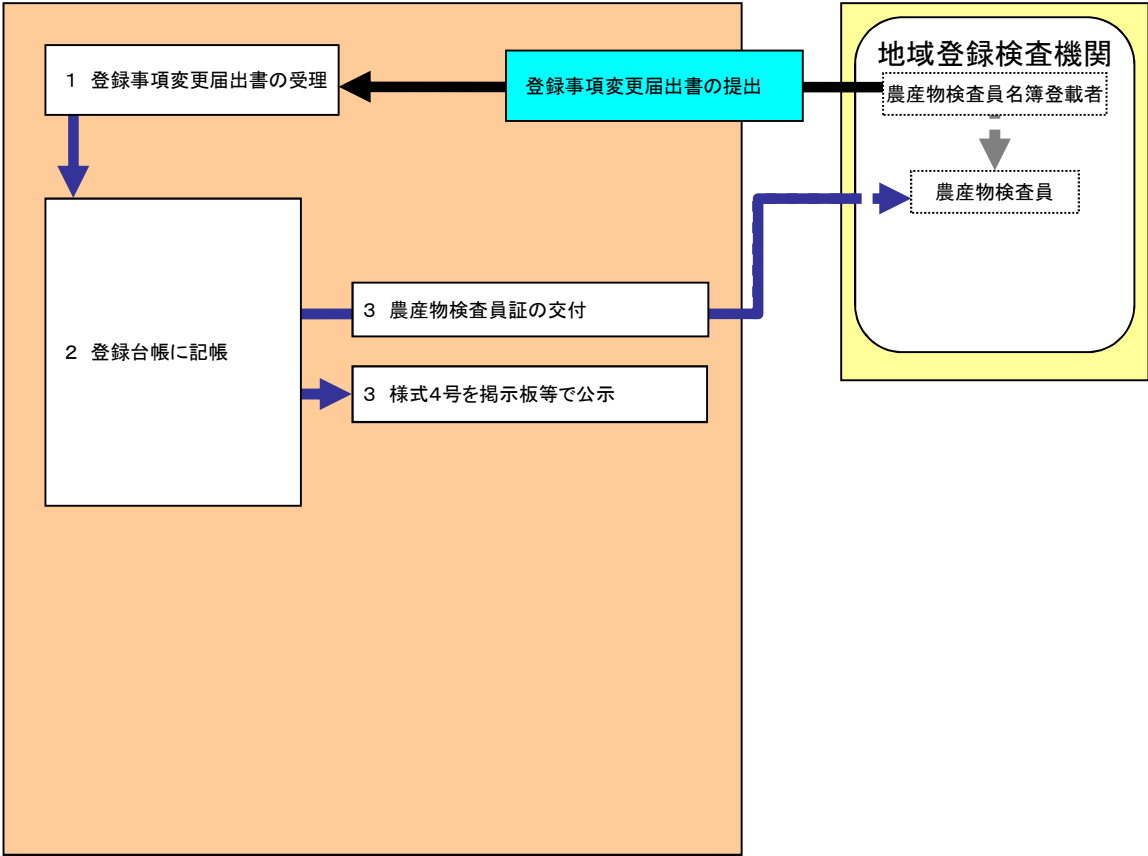 地域登録検査機関
１ 登録事項変更届出書の受理
登録事項変更届出書の提出
農産物検査員名簿登載者
農産物検査員
２ 登録台帳に記帳
３ 農産物検査員証の交付
３ 様式４号を掲示板等で公示